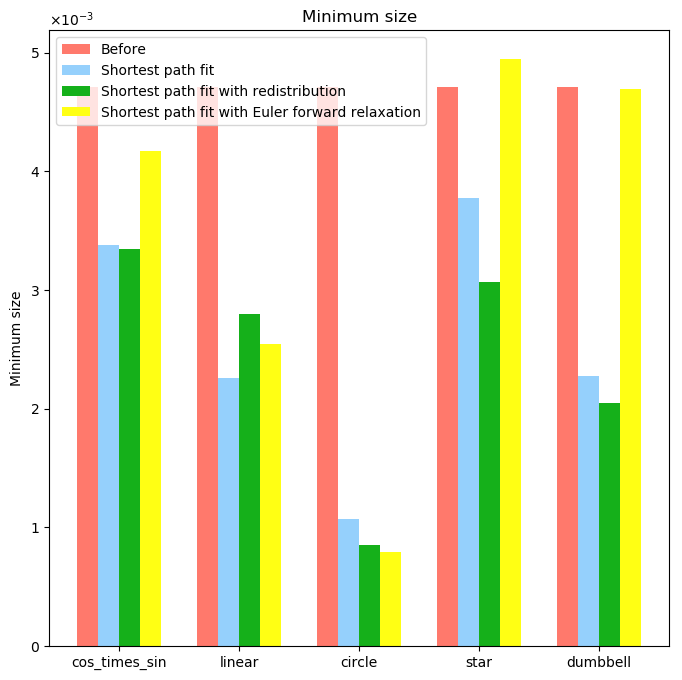 ×10⁻³
Minimum size
Before
Shortest path fit
Shortest path fit with redistribution
Shortest path fit with Euler forward relaxation
Minimum size
5
4
3
2
1
0
cos_times_sin
linear
circle
star
dumbbell